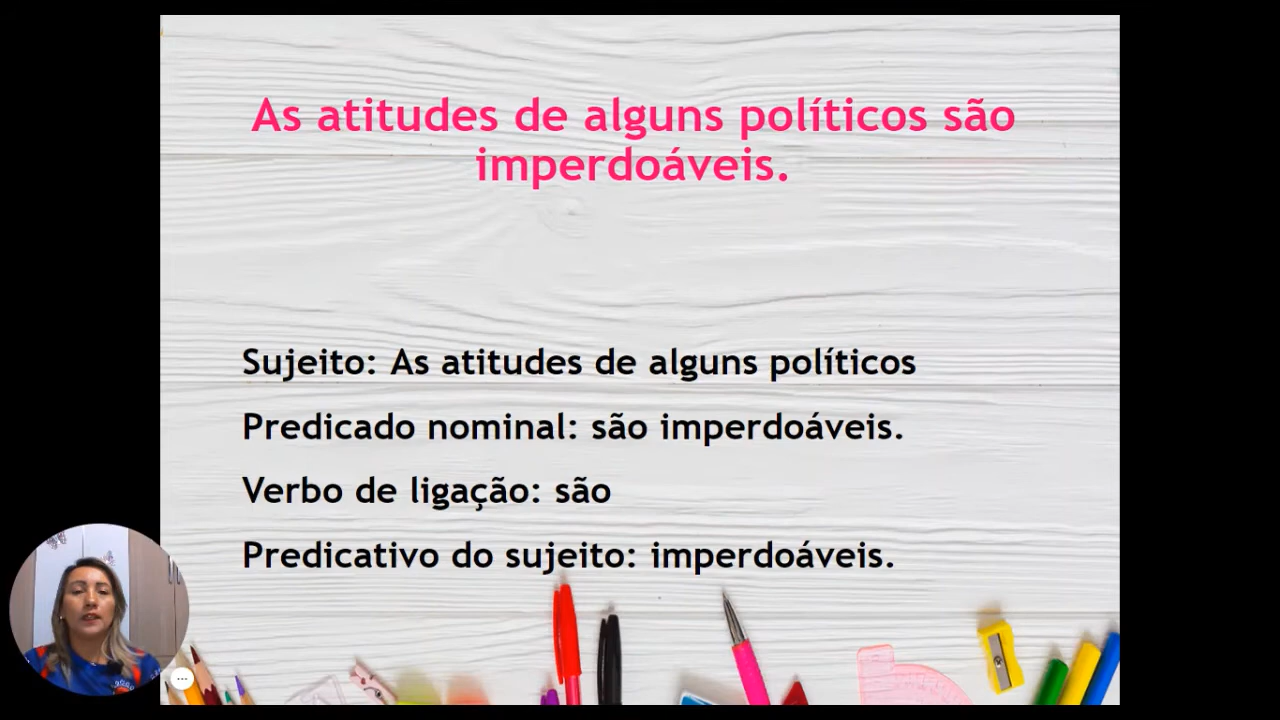 As atitudes de alguns políticos são
imperdoáveis.
Sujeito: As atitudes de alguns políticos
Predicado nominal: são imperdoáveis.
Verbo de ligação: são
Predicativo do sujeito: imperdoáveis.